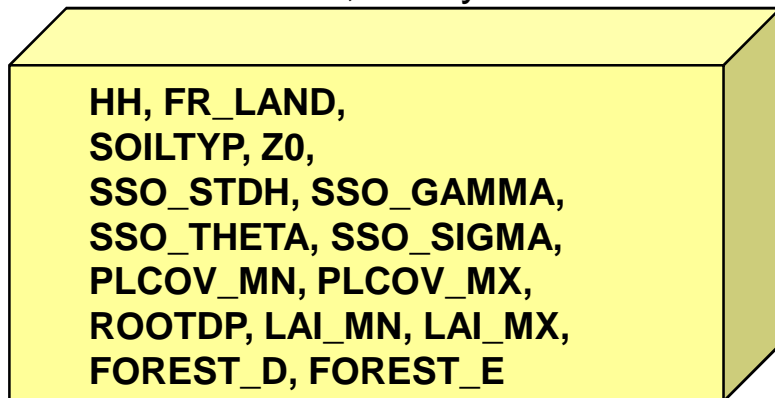 HH, FR_LAND,
SOILTYP, Z0,
SSO_STDH, SSO_GAMMA,
SSO_THETA, SSO_SIGMA,
PLCOV_MN, PLCOV_MX,
ROOTDP, LAI_MN, LAI_MX,
FOREST_D, FOREST_E